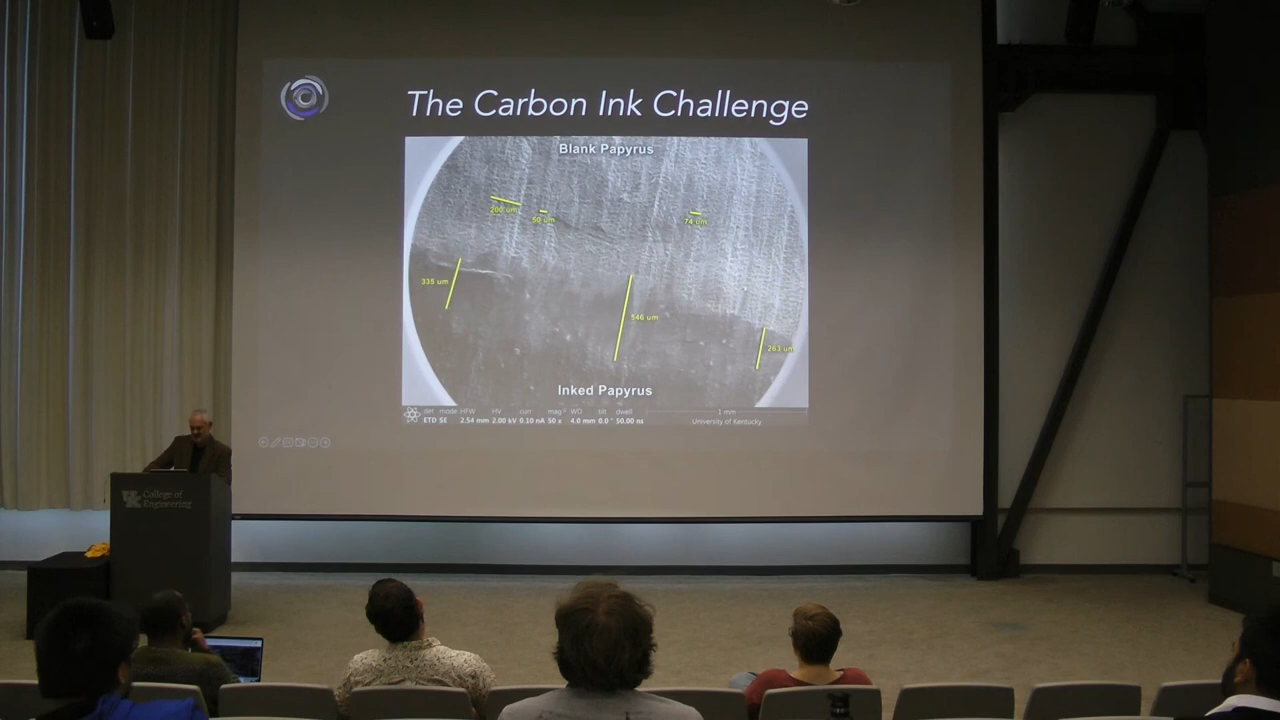 The Carbon Ink Challenge
Blank Papyrus
200 um
50 um
74 um
335 um
546 um
263 um
Inked Papyrus
det mode HFW HV curr mag WD tilt dwell
ETD SE 2.54 mm 2.00 kV 0.10 nA 50 x 4.0 mm 0.0 ° 50.00 ns
1 mm
University of Kentucky
UK College of
Engineering